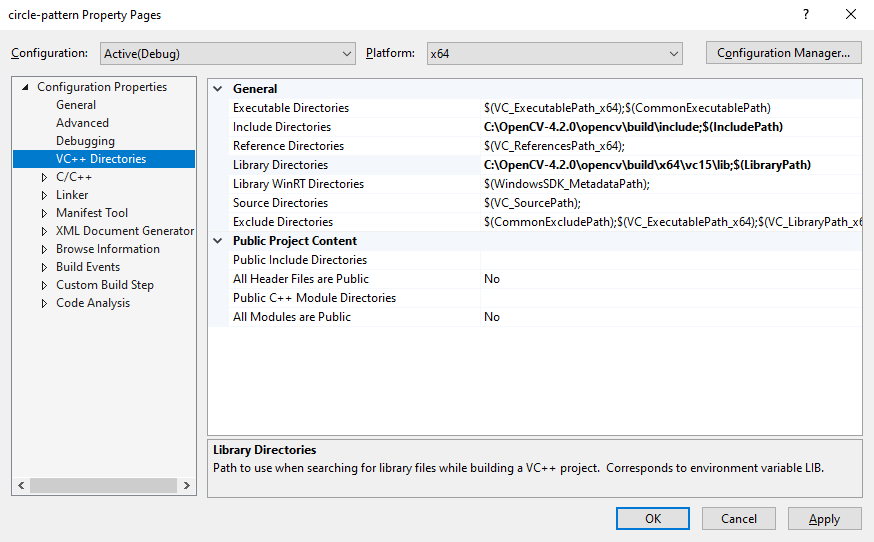 circle-pattern Property Pages
Configuration: Active(Debug) Platform: x64 Configuration Manager...
Configuration Properties
General
Advanced
Debugging
VC++ Directories
C/C++
Linker
Manifest Tool
XML Document Generator
Browse Information
Build Events
Custom Build Step
Code Analysis
General
Executable Directories $(VC_ExecutablePath_x64);$(CommonExecutablePath)
Include Directories C:\OpenCV-4.2.0\opencv\build\include;$(IncludePath)
Reference Directories $(VC_ReferencesPath_x64);
Library Directories C:\OpenCV-4.2.0\opencv\build\x64\vc15\lib;$(LibraryPath)
Library WinRT Directories $(WindowsSDK_MetadataPath);
Source Directories $(VC_SourcePath);
Exclude Directories $(CommonExcludePath);$(VC_ExecutablePath_x64);$(VC_LibraryPath_x6
Public Project Content
Public Include Directories
All Header Files are Public No
Public C++ Module Directories
All Modules are Public No
Library Directories
Path to use when searching for library files while building a VC++ project. Corresponds to environment variable LIB.
OK Cancel Apply